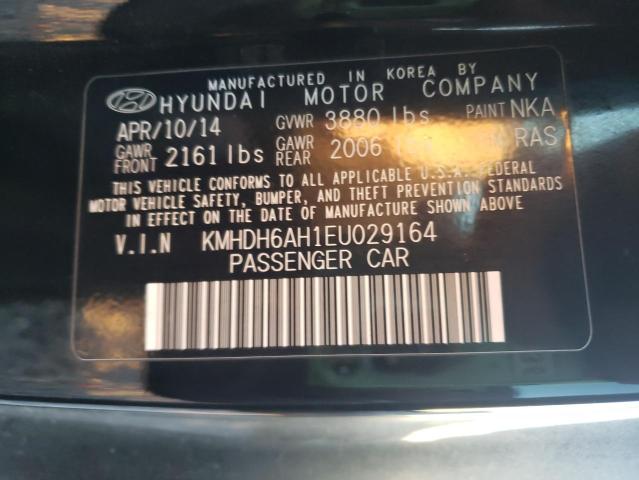 MANUFACTURED IN KOREA BY
HYUNDAI MOTOR COMPANY
APR/10/14 GVWR 3880 lbs PAINT NKA
GAWR FRONT 2161 lbs GAWR REAR 2006 RAS
THIS VEHICLE CONFORMS TO ALL APPLICABLE U.S.A. FEDERAL
MOTOR VEHICLE SAFETY, BUMPER, AND THEFT PREVENTION STANDARDS
IN EFFECT ON THE DATE OF MANUFACTURE SHOWN ABOVE
V.I.N KMHDH6AH1EU029164
PASSENGER CAR